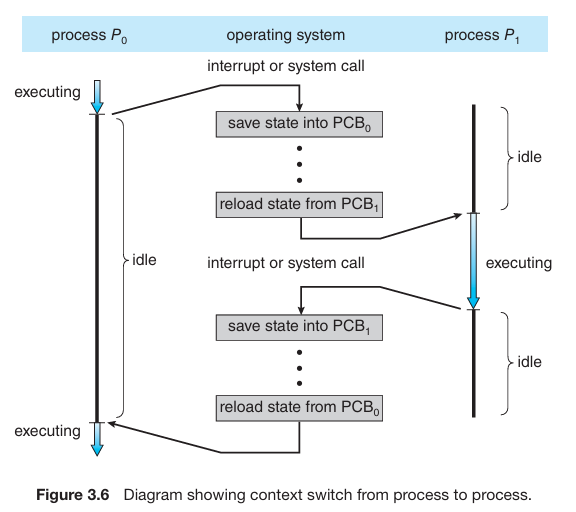 process P0 operating system process P1
interrupt or system call
executing
save state into PCB0
idle
reload state from PCB1
idle
interrupt or system call
executing
save state into PCB1
idle
reload state from PCB0
executing
Figure 3.6 Diagram showing context switch from process to process.